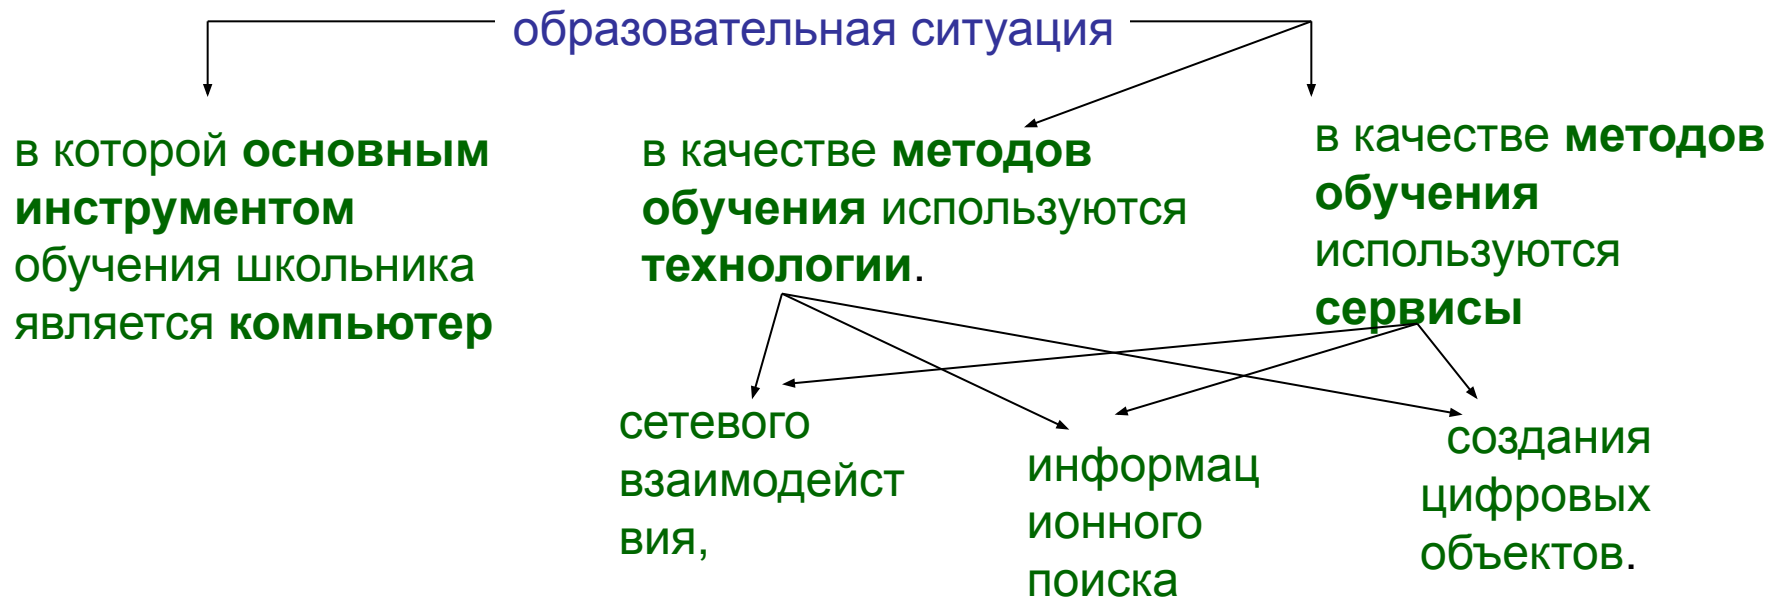 образовательная ситуация
в которой основным
инструментом
обучения школьника
является компьютер
в качестве методов
обучения используются
технологии.
в качестве методов
обучения
используются
сервисы
сетевого
взаимодейст
вия,
информац
ионного
поиска
создания
цифровых
объектов.